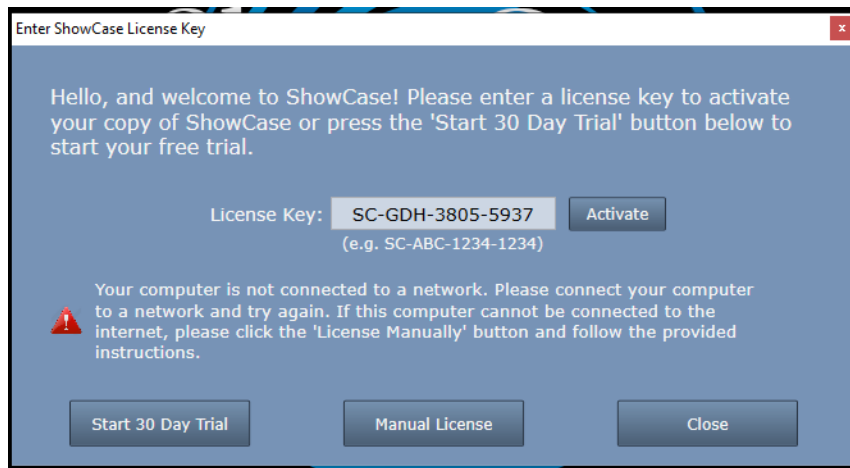 Enter ShowCase License Key
x
Hello, and welcome to ShowCase! Please enter a license key to activate
your copy of ShowCase or press the 'Start 30 Day Trial' button below to
start your free trial.
License Key: SC-GDH-3805-5937 Activate
(e.g. SC-ABC-1234-1234)
Your computer is not connected to a network. Please connect your computer
to a network and try again. If this computer cannot be connected to the
internet, please click the 'License Manually' button and follow the provided
instructions.
Start 30 Day Trial Manual License Close